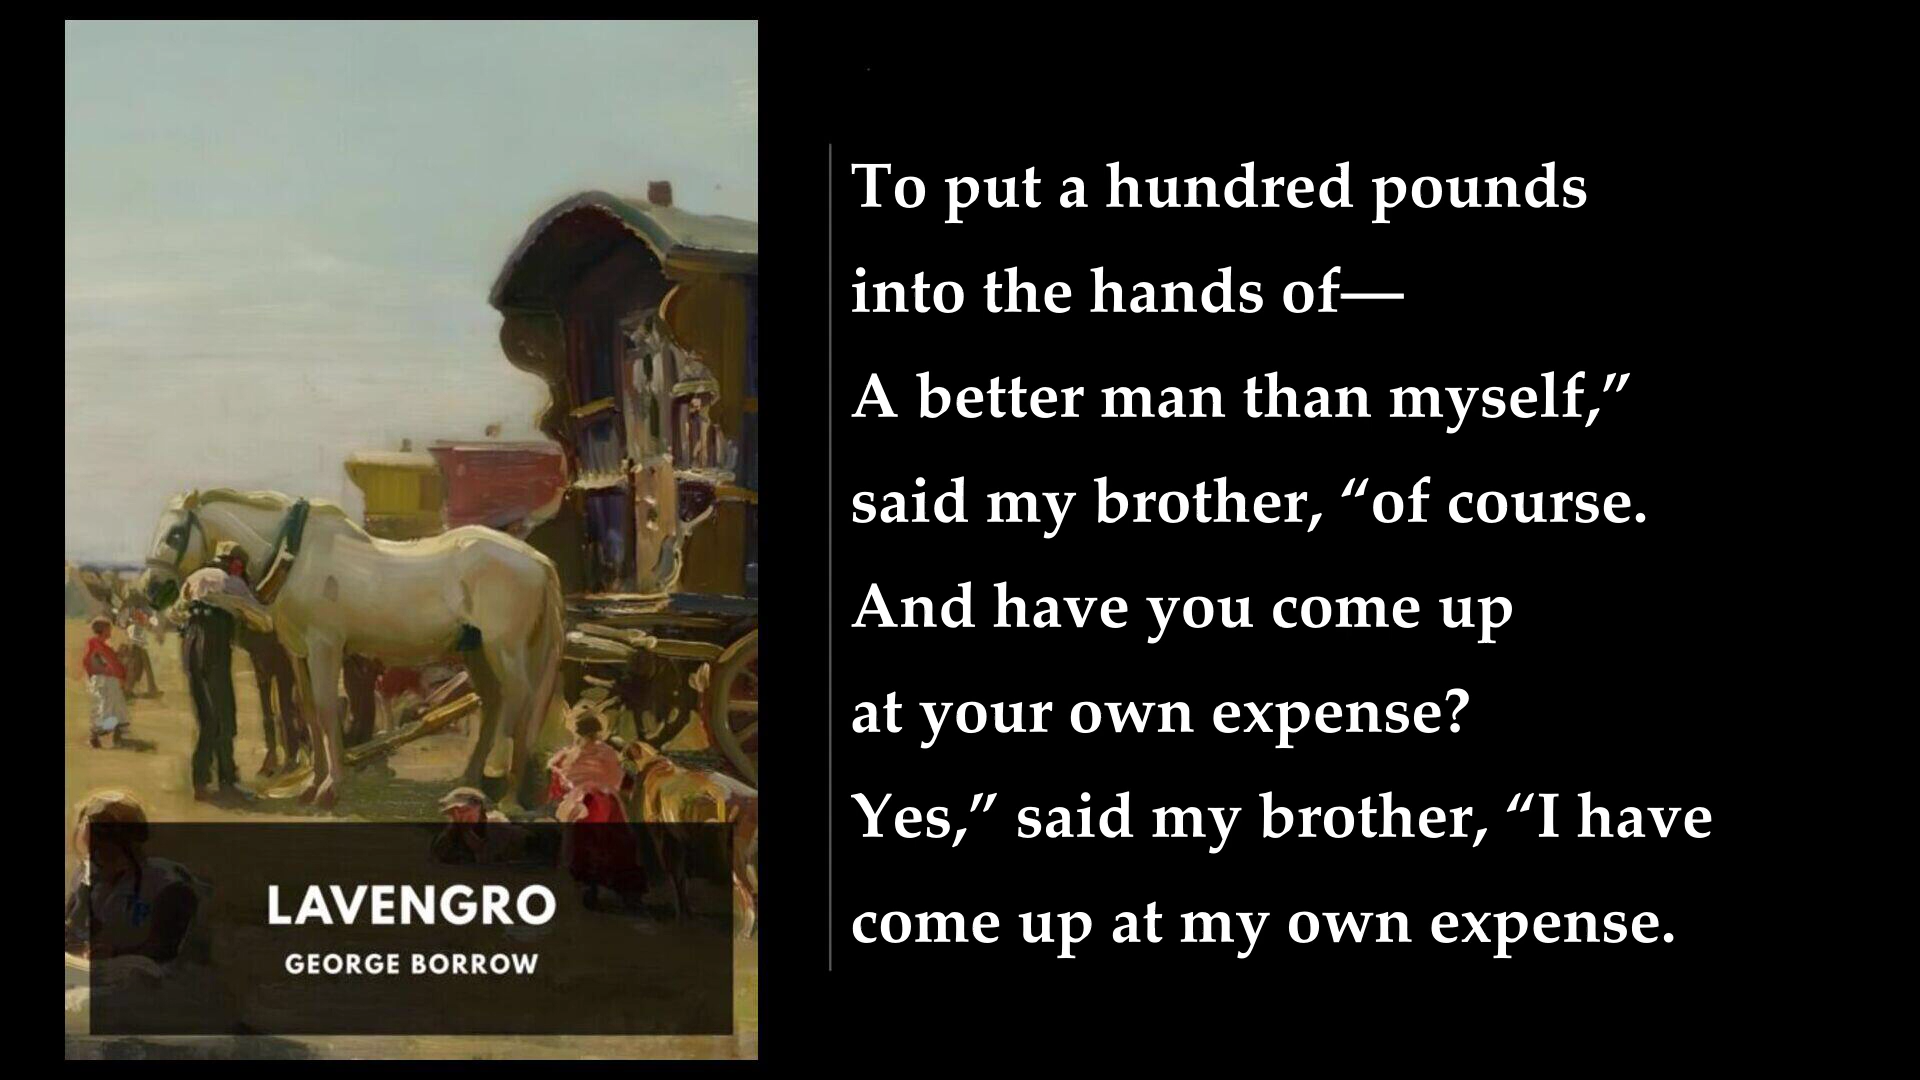 To put a hundred pounds
into the hands of—
A better man than myself,”
said my brother, “of course.
And have you come up
at your own expense?
Yes,” said my brother, “I have
come up at my own expense.
LAVENGRO
GEORGE BORROW